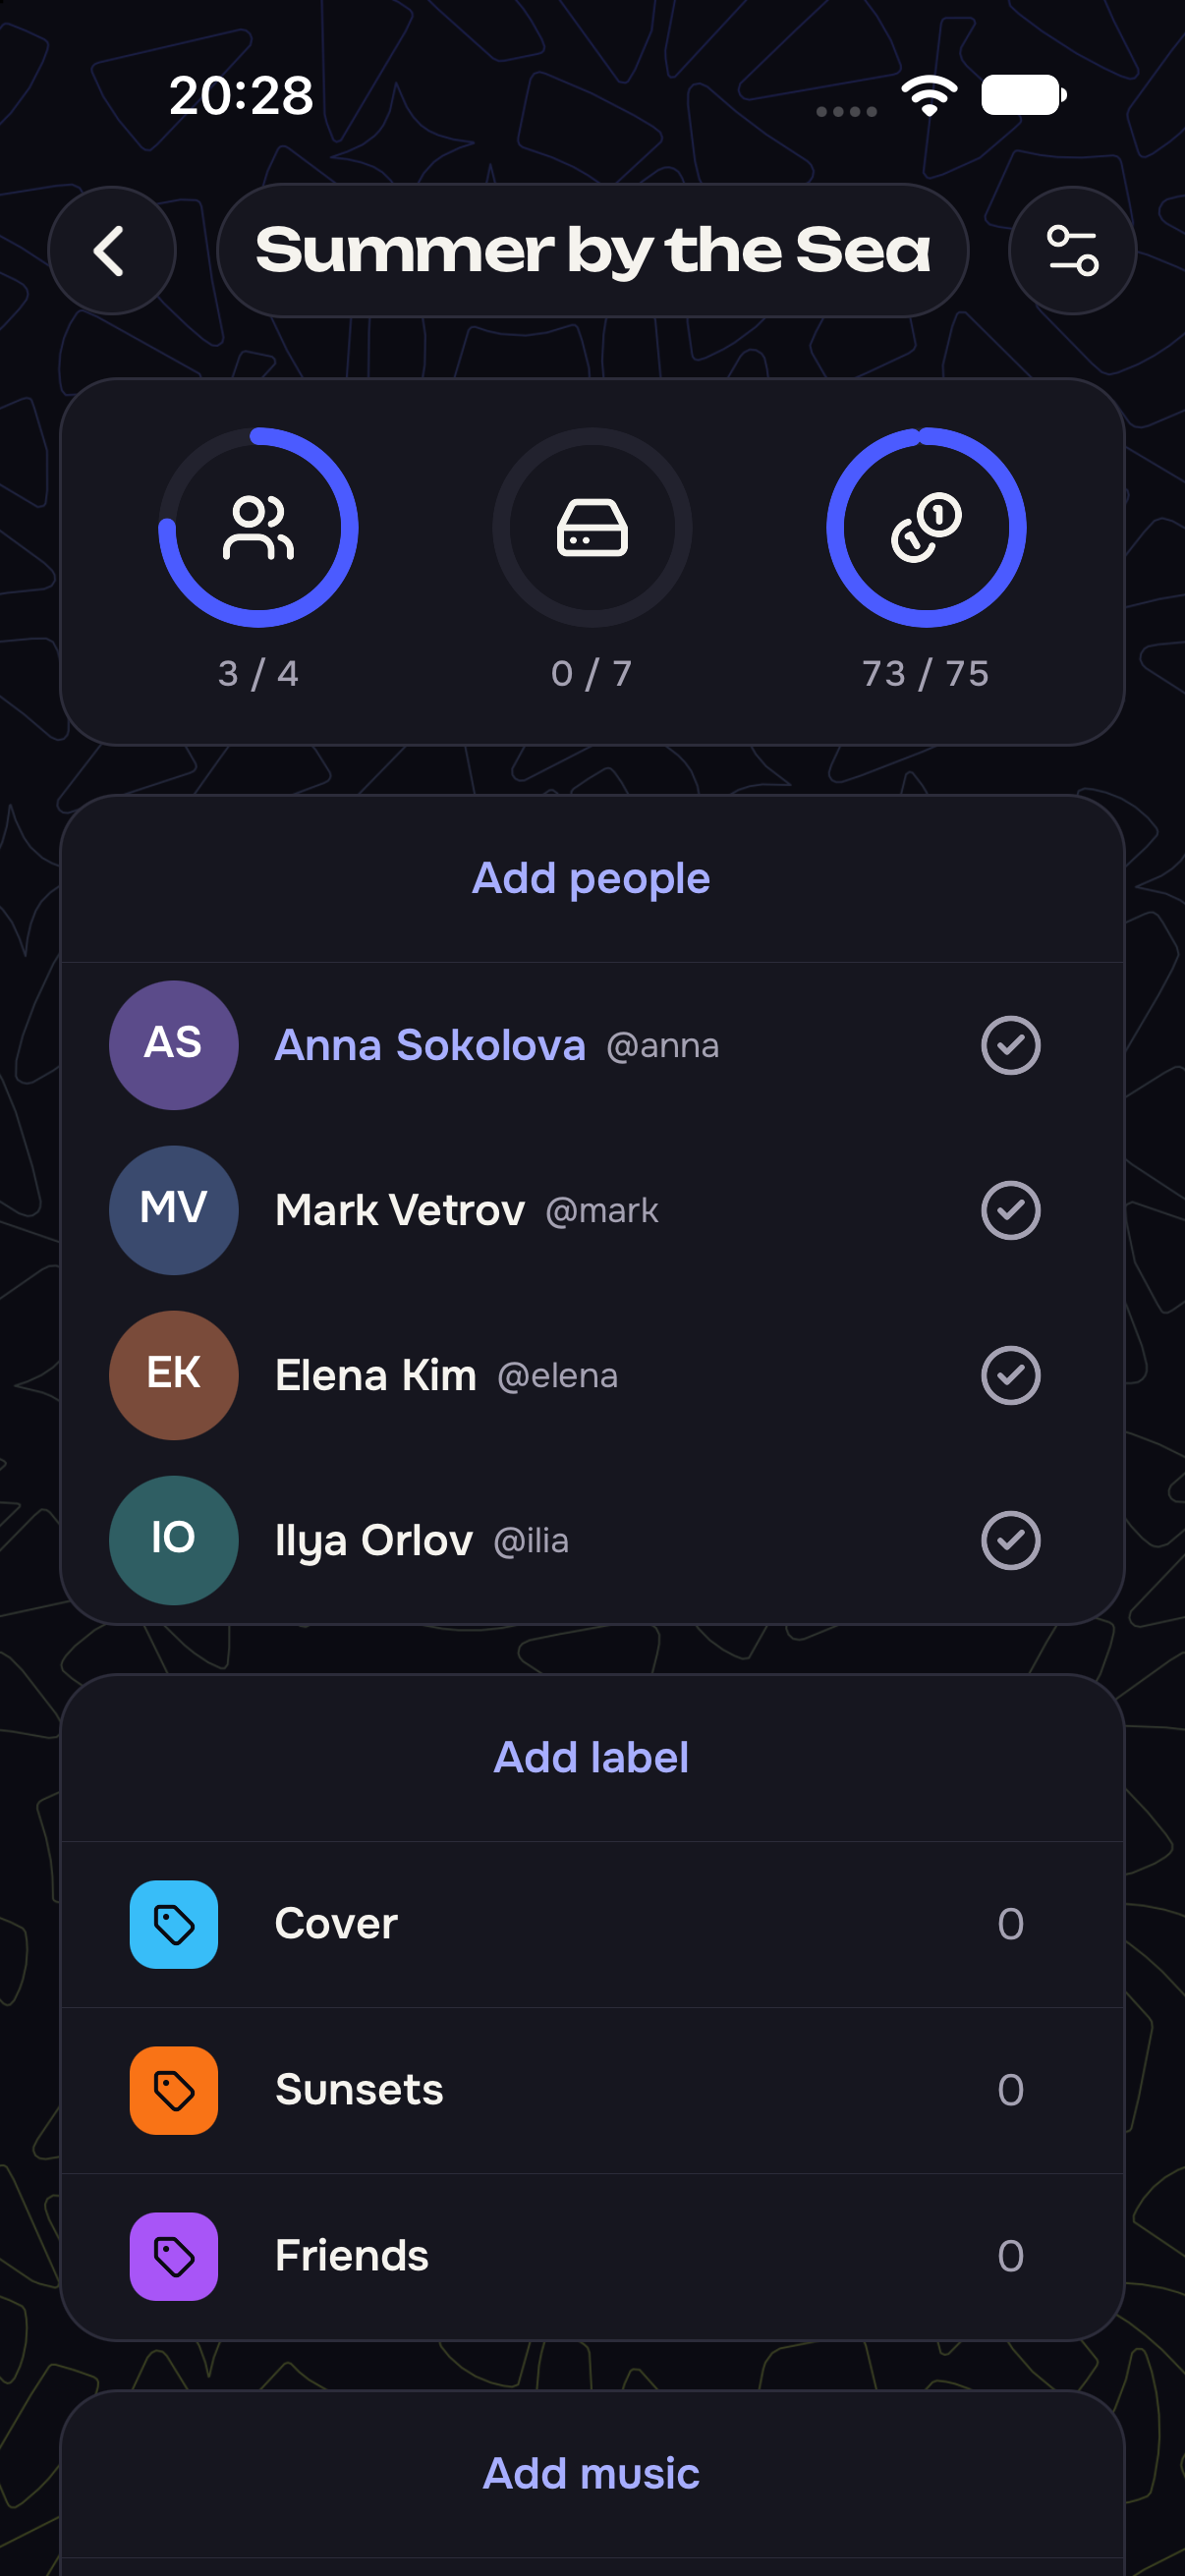 20:28
Summer by the Sea
3 / 4
0 / 7
73 / 75
Add people
AS Anna Sokolova @anna
MV Mark Vetrov @mark
EK Elena Kim @elena
IO Ilya Orlov @ilia
Add label
Cover 0
Sunsets 0
Friends 0
Add music